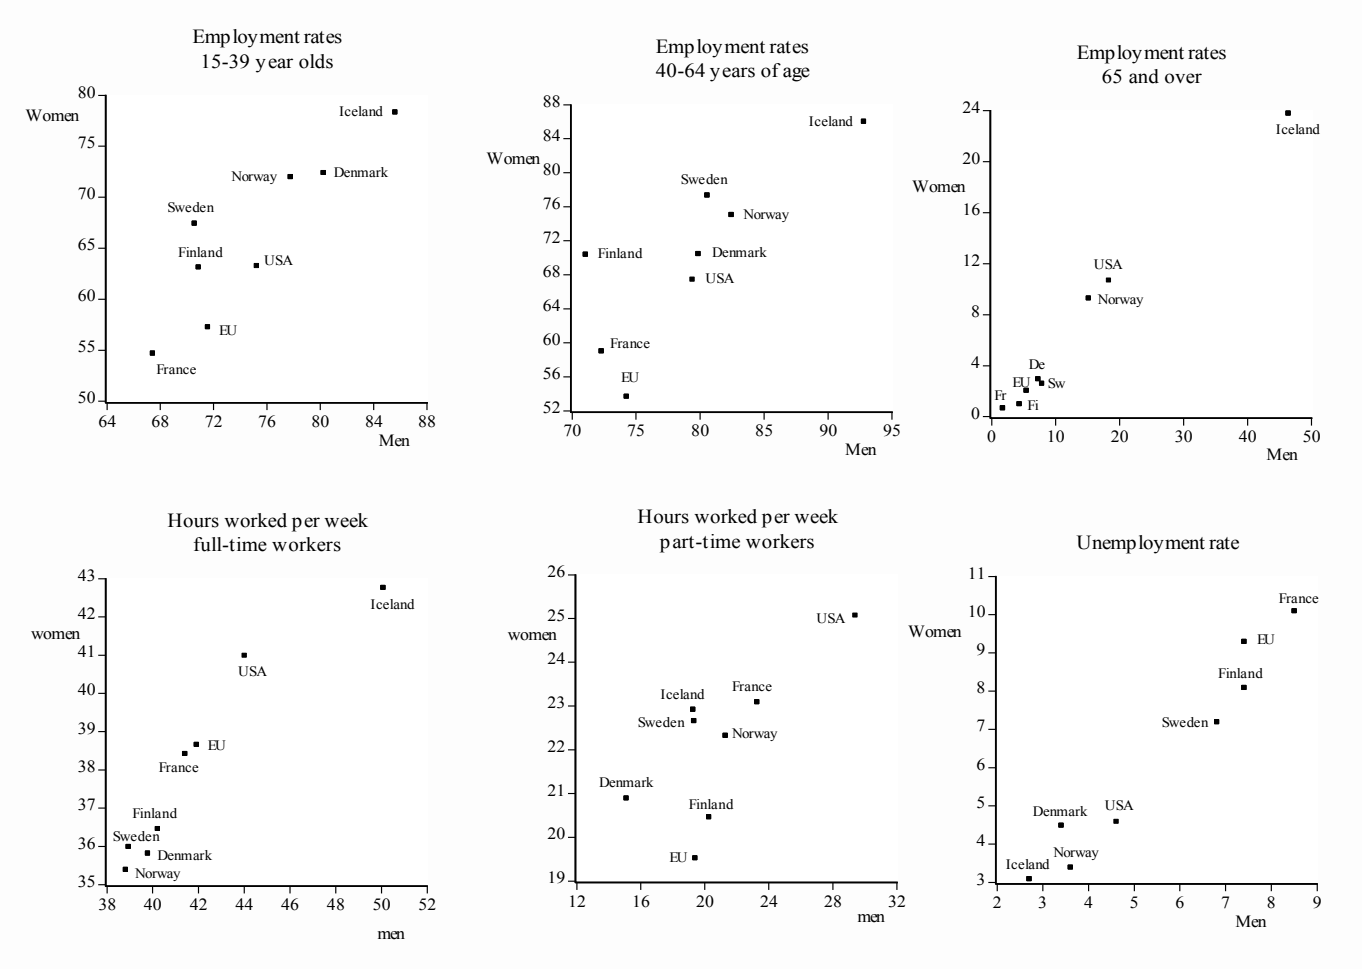 Employment rates
15-39 year olds
80
Women
75
70
65
60
55
50
64 68 72 76 80 84 88
Men
Iceland
Norway
Denmark
Sweden
Finland
USA
EU
France
Employment rates
40-64 years of age
88
84
Women
80
76
72
68
64
60
56
52
70 75 80 85 90 95
Men
Iceland
Sweden
Norway
Finland
Denmark
USA
France
EU
Employment rates
65 and over
24
20
Women
16
12
8
4
0
0 10 20 30 40 50
Men
Iceland
USA
Norway
De
EU
Sw
Fr
Fi
Hours worked per week
full-time workers
43
42
women
41
40
39
38
37
36
35
38 40 42 44 46 48 50 52
men
Iceland
USA
EU
France
Finland
Sweden
Denmark
Norway
Hours worked per week
part-time workers
26
25
women
24
23
22
21
20
19
12 16 20 24 28 32
men
USA
France
Iceland
Sweden
Norway
Denmark
Finland
EU
Unemployment rate
11
10
Women
9
8
7
6
5
4
3
2 3 4 5 6 7 8 9
Men
France
EU
Finland
Sweden
USA
Denmark
Norway
Iceland